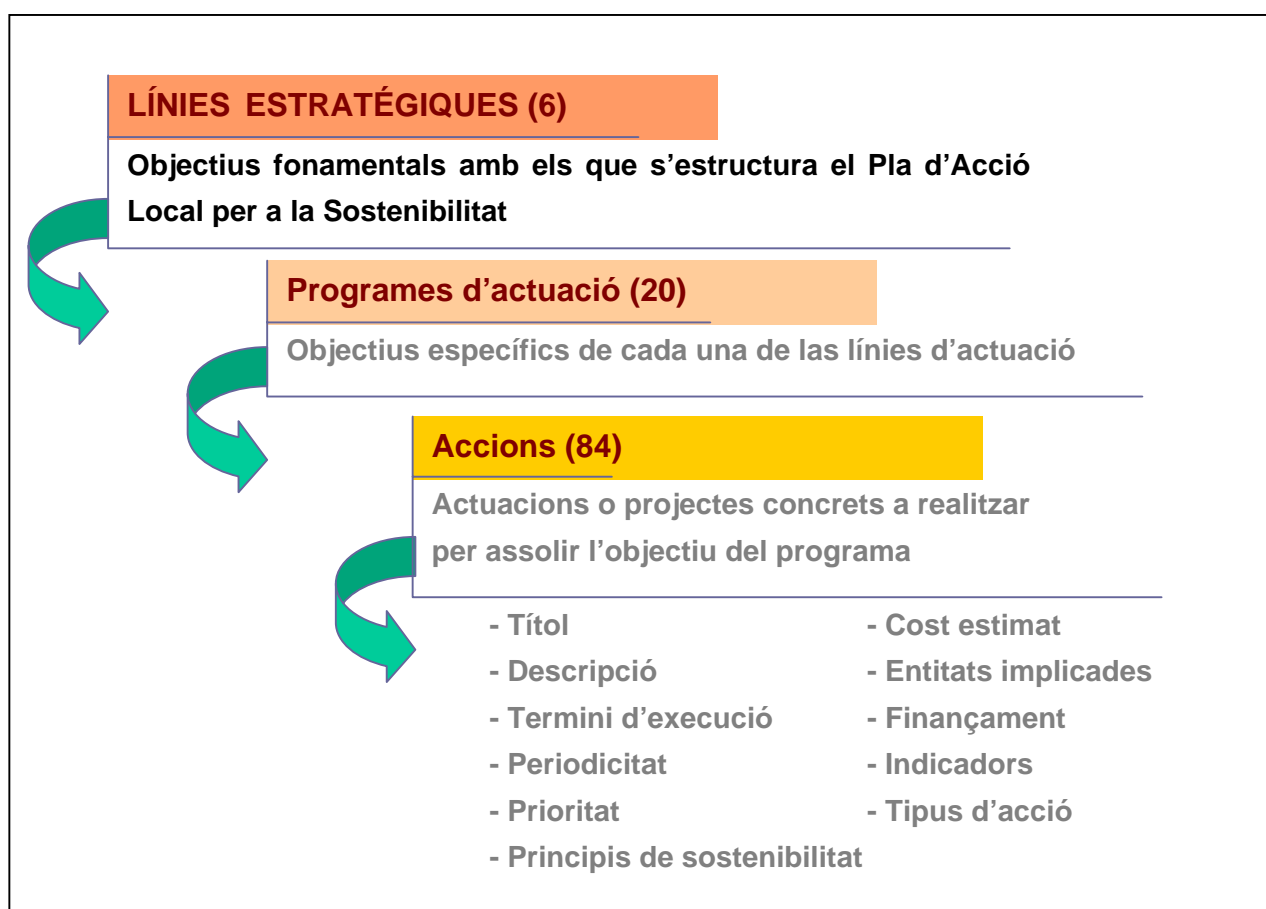 LÍNIES ESTRATÉGIQUES (6)
Objectius fonamentals amb els que s’estructura el Pla d’Acció
Local per a la Sostenibilitat
Programes d’actuació (20)
Objectius específics de cada una de las línies d’actuació
Accions (84)
Actuacions o projectes concrets a realitzar
per assolir l’objectiu del programa
- Títol
- Descripció
- Termini d’execució
- Periodicitat
- Prioritat
- Principis de sostenibilitat
- Cost estimat
- Entitats implicades
- Finançament
- Indicadors
- Tipus d’acció